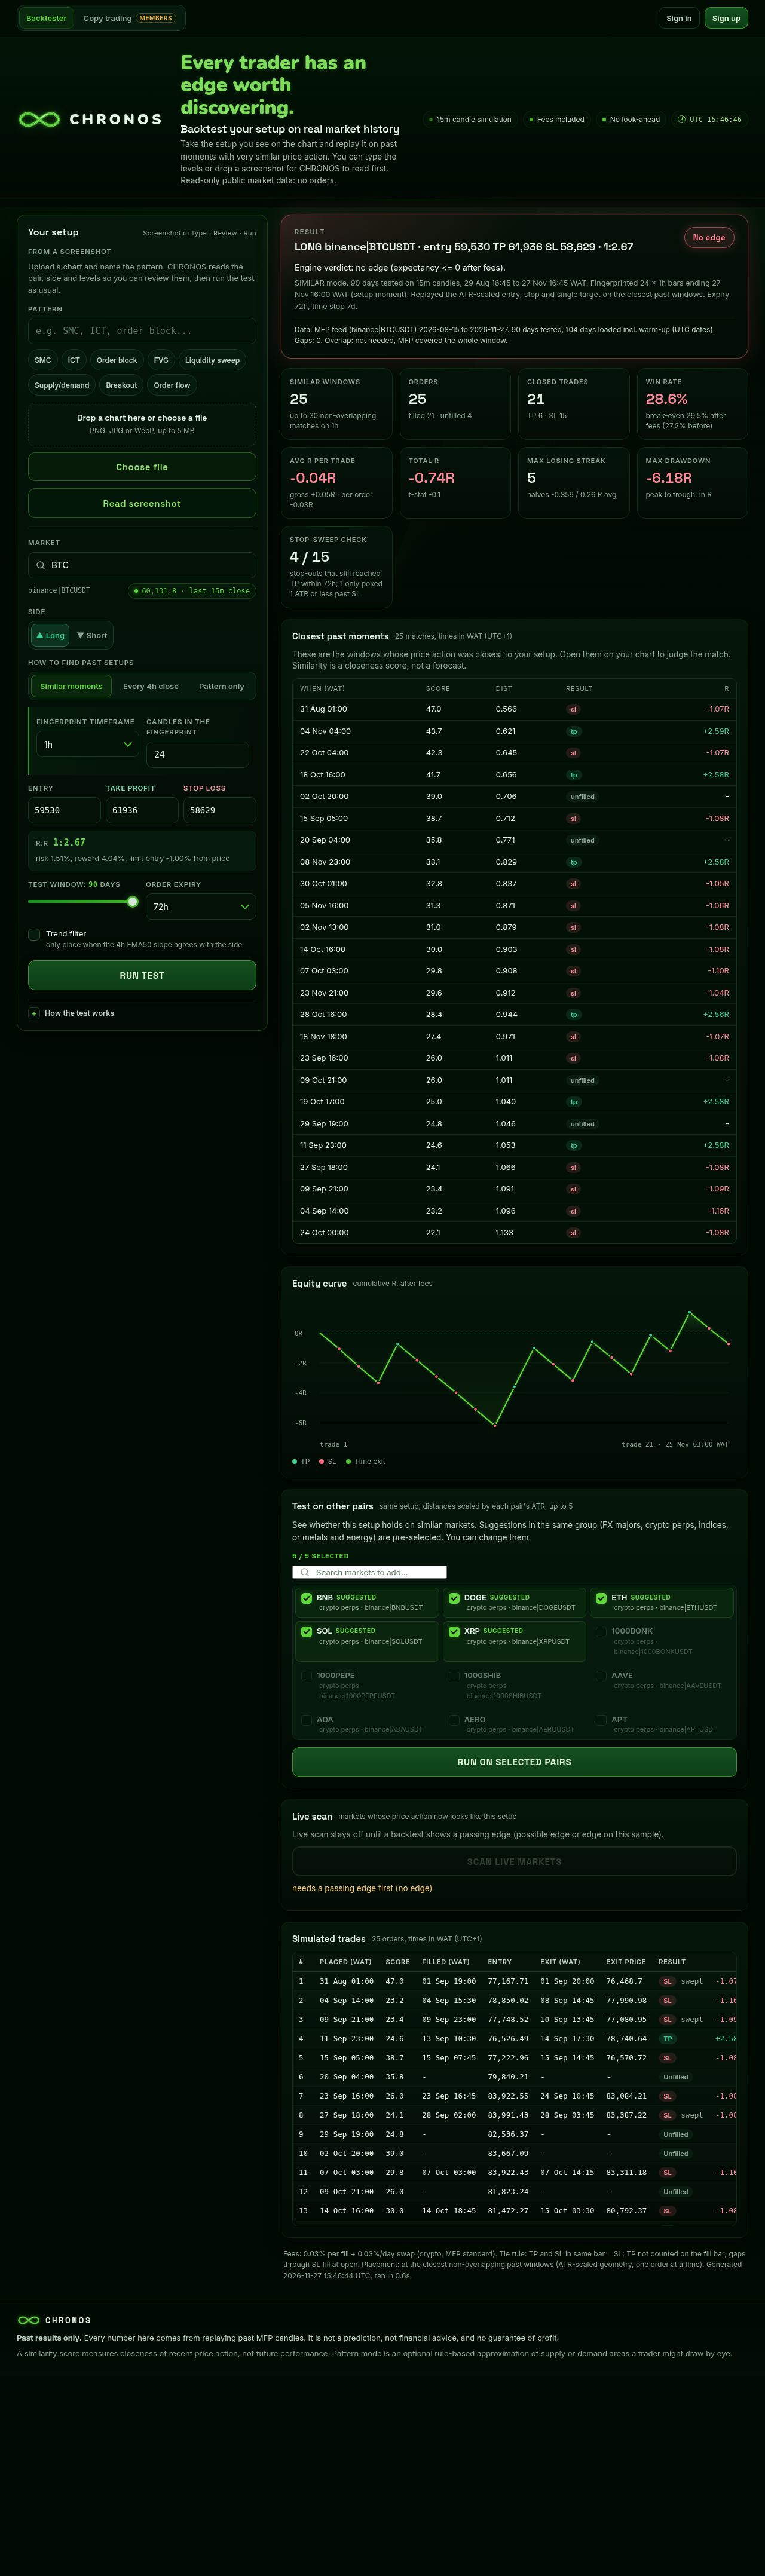 Backtester
Copy trading MEMBERS
Sign in
Sign up
CHRONOS
Every trader has an
edge worth
discovering.
Backtest your setup on real market history
Take the setup you see on the chart and replay it on past
moments with very similar price action. You can type the
levels or drop a screenshot for CHRONOS to read first.
Read-only public market data: no orders.
15m candle simulation
Fees included
No look-ahead
UTC 15:46:46
Your setup
Screenshot or type · Review · Run
FROM A SCREENSHOT
Upload a chart and name the pattern. CHRONOS reads the
pair, side and levels so you can review them, then run the test
as usual.
PATTERN
e.g. SMC, ICT, order block...
SMC
ICT
Order block
FVG
Liquidity sweep
Supply/demand
Breakout
Order flow
Drop a chart here or choose a file
PNG, JPG or WebP, up to 5 MB
Choose file
Read screenshot
MARKET
BTC
binance|BTCUSDT
60,131.8 · last 15m close
SIDE
▲ Long
▼ Short
HOW TO FIND PAST SETUPS
Similar moments
Every 4h close
Pattern only
FINGERPRINT TIMEFRAME
1h
CANDLES IN THE
FINGERPRINT
24
ENTRY
59530
TAKE PROFIT
61936
STOP LOSS
58629
R:R 1:2.67
risk 1.51%, reward 4.04%, limit entry -1.00% from price
TEST WINDOW: 90 DAYS
ORDER EXPIRY
72h
Trend filter
only place when the 4h EMA50 slope agrees with the side
RUN TEST
+ How the test works
RESULT
LONG binance|BTCUSDT · entry 59,530 TP 61,936 SL 58,629 · 1:2.67
No edge
Engine verdict: no edge (expectancy <= 0 after fees).
SIMILAR mode. 90 days tested on 15m candles, 29 Aug 16:45 to 27 Nov 16:45 WAT. Fingerprinted 24 × 1h bars ending 27
Nov 16:00 WAT (setup moment). Replayed the ATR-scaled entry, stop and single target on the closest past windows. Expiry
72h, time stop 7d.
Data: MFP feed (binance|BTCUSDT) 2026-08-15 to 2026-11-27. 90 days tested, 104 days loaded incl. warm-up (UTC dates).
Gaps: 0. Overlap: not needed, MFP covered the whole window.
SIMILAR WINDOWS
25
up to 30 non-overlapping
matches on 1h
ORDERS
25
filled 21 · unfilled 4
CLOSED TRADES
21
TP 6 · SL 15
WIN RATE
28.6%
break-even 29.5% after
fees (27.2% before)
AVG R PER TRADE
-0.04R
gross +0.05R · per order
-0.03R
TOTAL R
-0.74R
t-stat -0.1
MAX LOSING STREAK
5
halves -0.359 / 0.26 R avg
MAX DRAWDOWN
-6.18R
peak to trough, in R
STOP-SWEEP CHECK
4 / 15
stop-outs that still reached
TP within 72h; 1 only poked
1 ATR or less past SL
Closest past moments 25 matches, times in WAT (UTC+1)
These are the windows whose price action was closest to your setup. Open them on your chart to judge the match.
Similarity is a closeness score, not a forecast.
WHEN (WAT) SCORE DIST RESULT R
31 Aug 01:00 47.0 0.566 sl -1.07R
04 Nov 04:00 43.7 0.621 tp +2.59R
22 Oct 04:00 42.3 0.645 sl -1.07R
18 Oct 16:00 41.7 0.656 tp +2.58R
02 Oct 20:00 39.0 0.706 unfilled -
15 Sep 05:00 38.7 0.712 sl -1.08R
20 Sep 04:00 35.8 0.771 unfilled -
08 Nov 23:00 33.1 0.829 tp +2.58R
30 Oct 01:00 32.8 0.837 sl -1.05R
05 Nov 16:00 31.3 0.871 sl -1.06R
02 Nov 13:00 31.0 0.879 sl -1.08R
14 Oct 16:00 30.0 0.903 sl -1.08R
07 Oct 03:00 29.8 0.908 sl -1.10R
23 Nov 21:00 29.6 0.912 sl -1.04R
28 Oct 16:00 28.4 0.944 tp +2.56R
18 Nov 18:00 27.4 0.971 sl -1.07R
23 Sep 16:00 26.0 1.011 sl -1.08R
09 Oct 21:00 26.0 1.011 unfilled -
19 Oct 17:00 25.0 1.040 tp +2.58R
29 Sep 19:00 24.8 1.046 unfilled -
11 Sep 23:00 24.6 1.053 tp +2.58R
27 Sep 18:00 24.1 1.066 sl -1.08R
09 Sep 21:00 23.4 1.091 sl -1.09R
04 Sep 14:00 23.2 1.096 sl -1.16R
24 Oct 00:00 22.1 1.133 sl -1.08R
Equity curve cumulative R, after fees
0R
-2R
-4R
-6R
trade 1
trade 21 · 25 Nov 03:00 WAT
TP SL Time exit
Test on other pairs same setup, distances scaled by each pair's ATR, up to 5
See whether this setup holds on similar markets. Suggestions in the same group (FX majors, crypto perps, indices,
or metals and energy) are pre-selected. You can change them.
5 / 5 SELECTED
Search markets to add...
BNB SUGGESTED
crypto perps · binance|BNBUSDT
DOGE SUGGESTED
crypto perps · binance|DOGEUSDT
ETH SUGGESTED
crypto perps · binance|ETHUSDT
SOL SUGGESTED
crypto perps · binance|SOLUSDT
XRP SUGGESTED
crypto perps · binance|XRPUSDT
1000BONK
crypto perps ·
binance|1000BONKUSDT
1000PEPE
crypto perps ·
binance|1000PEPEUSDT
1000SHIB
crypto perps ·
binance|1000SHIBUSDT
AAVE
crypto perps · binance|AAVEUSDT
ADA
crypto perps · binance|ADAUSDT
AERO
crypto perps · binance|AEROUSDT
APT
crypto perps · binance|APTUSDT
RUN ON SELECTED PAIRS
Live scan markets whose price action now looks like this setup
Live scan stays off until a backtest shows a passing edge (possible edge or edge on this sample).
SCAN LIVE MARKETS
needs a passing edge first (no edge)
Simulated trades 25 orders, times in WAT (UTC+1)
# PLACED (WAT) SCORE FILLED (WAT) ENTRY EXIT (WAT) EXIT PRICE RESULT
1 31 Aug 01:00 47.0 01 Sep 19:00 77,167.71 01 Sep 20:00 76,468.7 SL swept -1.07
2 04 Sep 14:00 23.2 04 Sep 15:30 78,850.02 08 Sep 14:45 77,990.98 SL -1.16
3 09 Sep 21:00 23.4 09 Sep 23:00 77,748.52 10 Sep 13:45 77,080.95 SL swept -1.09
4 11 Sep 23:00 24.6 13 Sep 10:30 76,526.49 14 Sep 17:30 78,740.64 TP +2.58
5 15 Sep 05:00 38.7 15 Sep 07:45 77,222.96 15 Sep 14:45 76,570.72 SL -1.08
6 20 Sep 04:00 35.8 - 79,840.21 - - Unfilled
7 23 Sep 16:00 26.0 23 Sep 16:45 83,922.55 24 Sep 10:45 83,084.21 SL -1.08
8 27 Sep 18:00 24.1 28 Sep 02:00 83,991.43 28 Sep 03:45 83,387.22 SL swept -1.08
9 29 Sep 19:00 24.8 - 82,536.37 - - Unfilled
10 02 Oct 20:00 39.0 - 83,667.09 - - Unfilled
11 07 Oct 03:00 29.8 07 Oct 03:00 83,922.43 07 Oct 14:15 83,311.18 SL -1.10
12 09 Oct 21:00 26.0 - 81,823.24 - - Unfilled
13 14 Oct 16:00 30.0 14 Oct 18:45 81,472.27 15 Oct 03:30 80,792.37 SL -1.08
Fees: 0.03% per fill + 0.03%/day swap (crypto, MFP standard). Tie rule: TP and SL in same bar = SL; TP not counted on the fill bar; gaps
through SL fill at open. Placement: at the closest non-overlapping past windows (ATR-scaled geometry, one order at a time). Generated
2026-11-27 15:46:44 UTC, ran in 0.6s.
CHRONOS
Past results only. Every number here comes from replaying past MFP candles. It is not a prediction, not financial advice, and no guarantee of profit.
A similarity score measures closeness of recent price action, not future performance. Pattern mode is an optional rule-based approximation of supply or demand areas a trader might draw by eye.